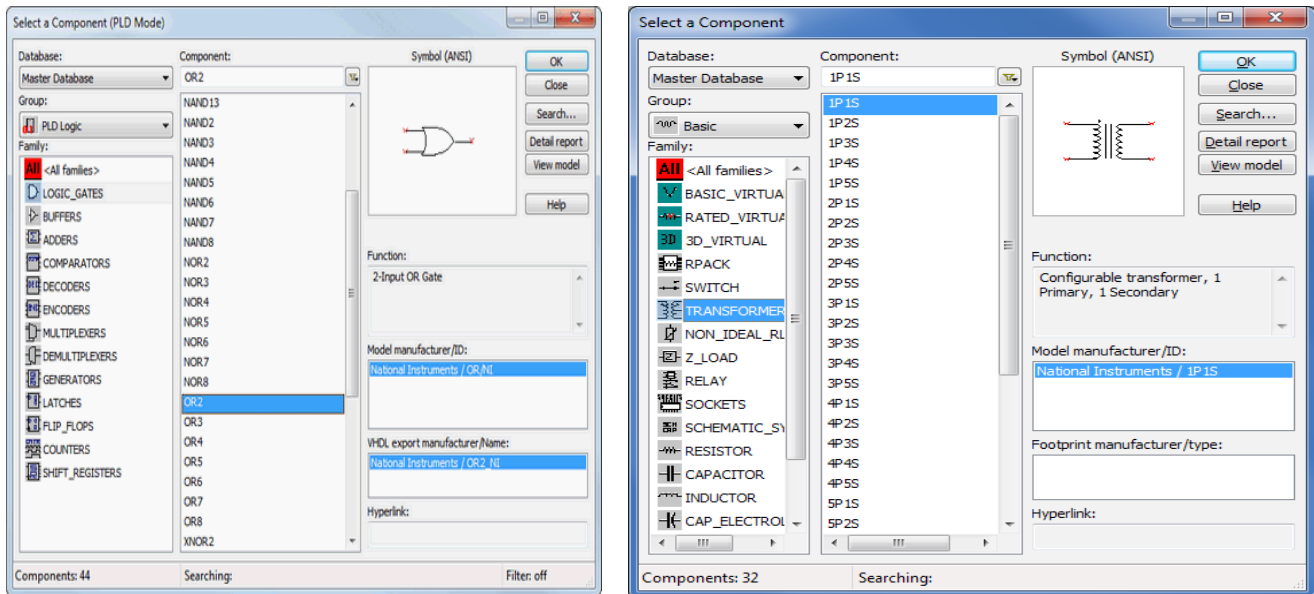 Select a Component (PLD Mode)
Database:
Master Database
Group:
PLD Logic
Family:
All <All families>
LOGIC_GATES
BUFFERS
ADDERS
COMPARATORS
DECODERS
ENCODERS
MULTIPLEXERS
DEMULTIPLEXERS
GENERATORS
LATCHES
FLIP_FLOPS
COUNTERS
SHIFT_REGISTERS
Component:
OR2
NAND13
NAND2
NAND3
NAND4
NAND5
NAND6
NAND7
NAND8
NOR2
NOR3
NOR4
NOR5
NOR6
NOR7
NOR8
OR2
OR3
OR4
OR5
OR6
OR7
OR8
XNOR2
Symbol (ANSI)
OK
Close
Search...
Detail report
View model
Help
Function:
2-Input OR Gate
Model manufacturer/ID:
National Instruments / OR/NI
VHDL export manufacturer/Name:
National Instruments / OR2_NI
Hyperlink:
Components: 44
Searching:
Filter: off
Select a Component
Database:
Master Database
Group:
Basic
Family:
All <All families>
BASIC_VIRTUA
RATED_VIRTUA
3D 3D_VIRTUAL
RPACK
SWITCH
TRANSFORMER
NON_IDEAL_RL
Z_LOAD
RELAY
SOCKETS
SCHEMATIC_SY
RESISTOR
CAPACITOR
INDUCTOR
CAP_ELECTROL
Component:
1P1S
1P1S
1P2S
1P3S
1P4S
1P5S
2P1S
2P2S
2P3S
2P4S
2P5S
3P1S
3P2S
3P3S
3P4S
3P5S
4P1S
4P2S
4P3S
4P4S
4P5S
5P1S
5P2S
Symbol (ANSI)
OK
Close
Search...
Detail report
View model
Help
Function:
Configurable transformer, 1
Primary, 1 Secondary
Model manufacturer/ID:
National Instruments / 1P1S
Footprint manufacturer/type:
Hyperlink:
Components: 32
Searching: